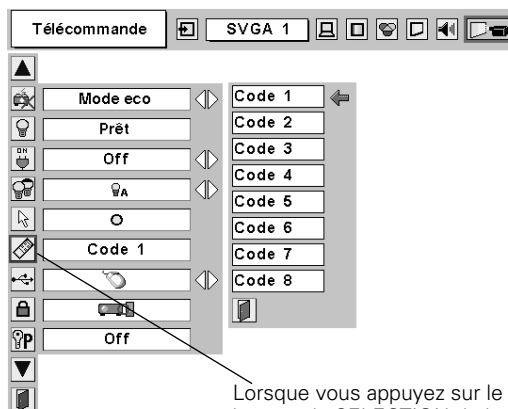 Télécommande
SVGA 1
Mode eco
Prêt
ON
Off
A
Code 1
P
Off
Code 1
Code 2
Code 3
Code 4
Code 5
Code 6
Code 7
Code 8
Lorsque vous appuyez sur le